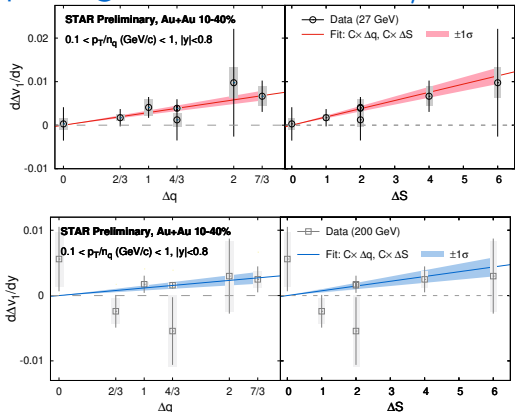 STAR Preliminary, Au+Au 10-40%
0.1 < pT/nq (GeV/c) < 1, |y|<0.8
Data (27 GeV)
Fit: C× Δq, C× ΔS ±1σ
dΔv1/dy
0.02
0.01
0
-0.01
0 2/3 1 4/3 2 7/3
Δq
0 1 2 3 4 5 6
ΔS
STAR Preliminary, Au+Au 10-40%
0.1 < pT/nq (GeV/c) < 1, |y|<0.8
Data (200 GeV)
Fit: C× Δq, C× ΔS ±1σ
dΔv1/dy
0.01
0
-0.01
0 2/3 1 4/3 2 7/3
Δq
0 1 2 3 4 5 6
ΔS